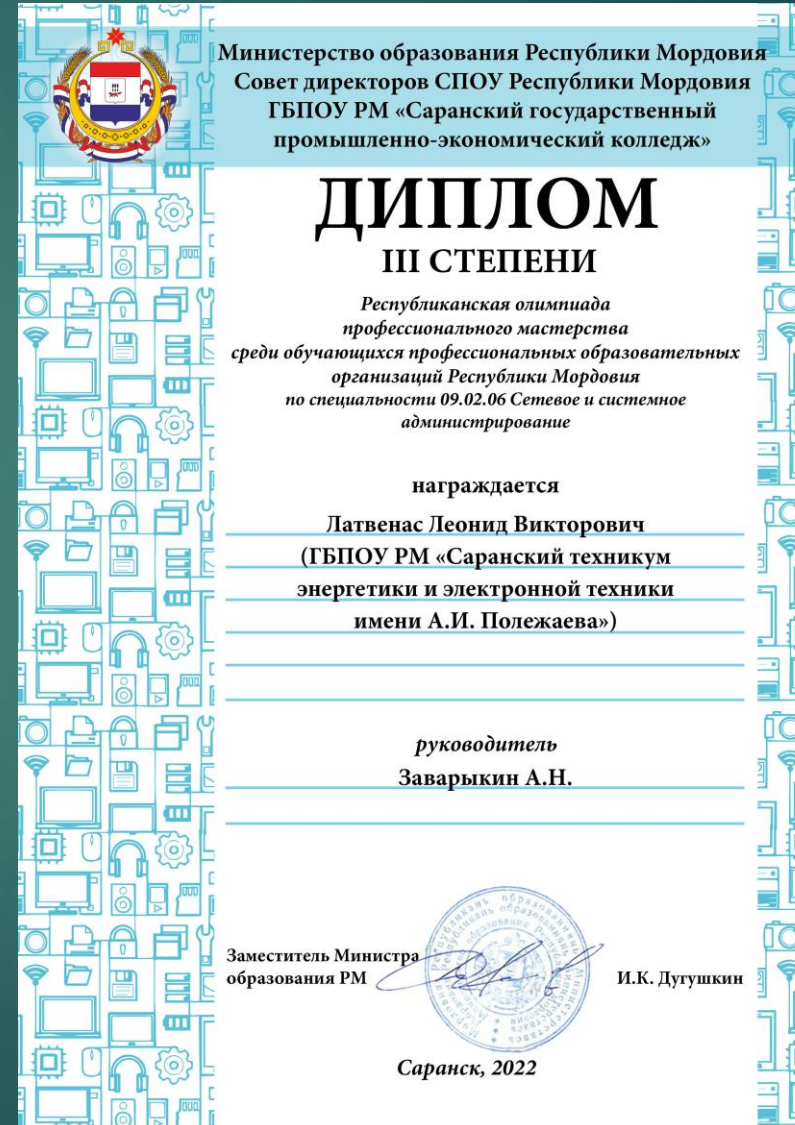 Министерство образования Республики Мордовия
Совет директоров СПОУ Республики Мордовия
ГБПОУ РМ «Саранский государственный
промышленно-экономический колледж»
ДИПЛОМ
III СТЕПЕНИ
Республиканская олимпиада
профессионального мастерства
среди обучающихся профессиональных образовательных
организаций Республики Мордовия
по специальности 09.02.06 Сетевое и системное
администрирование
награждается
Латвенас Леонид Викторович
(ГБПОУ РМ «Саранский техникум
энергетики и электронной техники
имени А.И. Полежаева»)
руководитель
Заварыкин А.Н.
Заместитель Министра
образования РМ
И.К. Дугушкин
Саранск, 2022